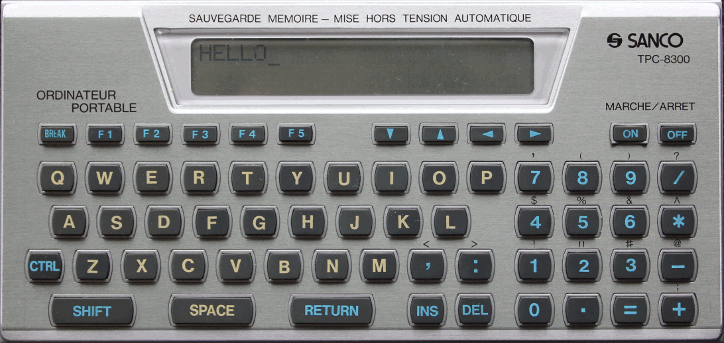 SAUVEGARDE MEMOIRE – MISE HORS TENSION AUTOMATIQUE
SANCO
TPC-8300
HELLO_
ORDINATEUR
PORTABLE
MARCHE/ARRET
BREAK F1 F2 F3 F4 F5 ▼ ▲ ◄ ► ON OFF
' ( ) ?
Q W E R T Y U I O P 7 8 9 /
$ % & ^
A S D F G H J K L 4 5 6 *
< > ! " # @
CTRL Z X C V B N M , : 1 2 3 –
;
SHIFT SPACE RETURN INS DEL 0 . = +